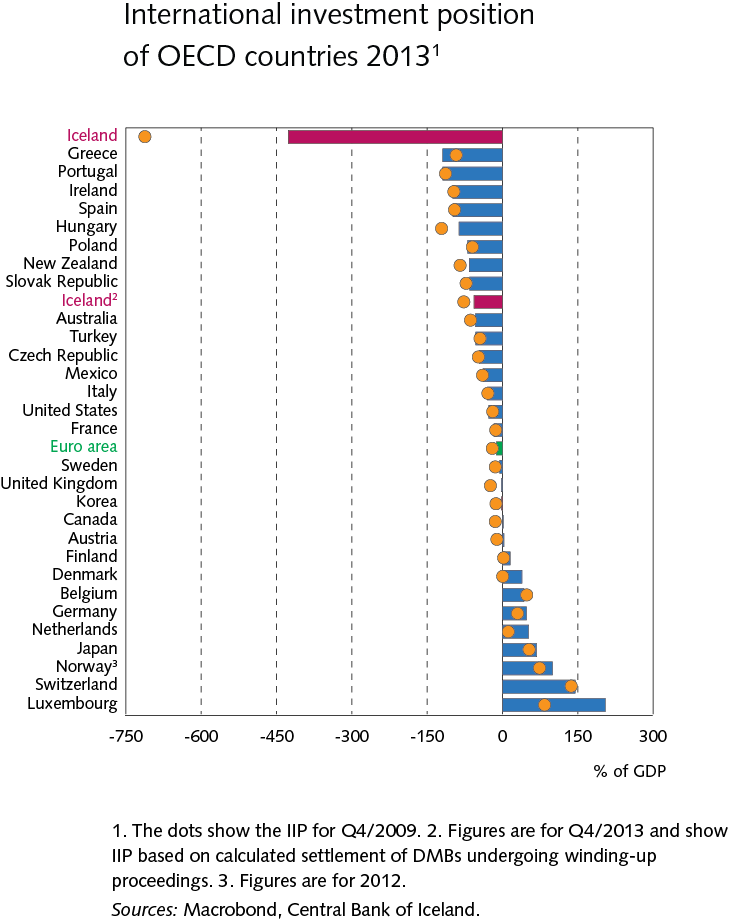 International investment position
of OECD countries 2013¹
Iceland
Greece
Portugal
Ireland
Spain
Hungary
Poland
New Zealand
Slovak Republic
Iceland²
Australia
Turkey
Czech Republic
Mexico
Italy
United States
France
Euro area
Sweden
United Kingdom
Korea
Canada
Austria
Finland
Denmark
Belgium
Germany
Netherlands
Japan
Norway³
Switzerland
Luxembourg
-750 -600 -450 -300 -150 0 150 300
% of GDP
1. The dots show the IIP for Q4/2009. 2. Figures are for Q4/2013 and show
IIP based on calculated settlement of DMBs undergoing winding-up
proceedings. 3. Figures are for 2012.
Sources: Macrobond, Central Bank of Iceland.